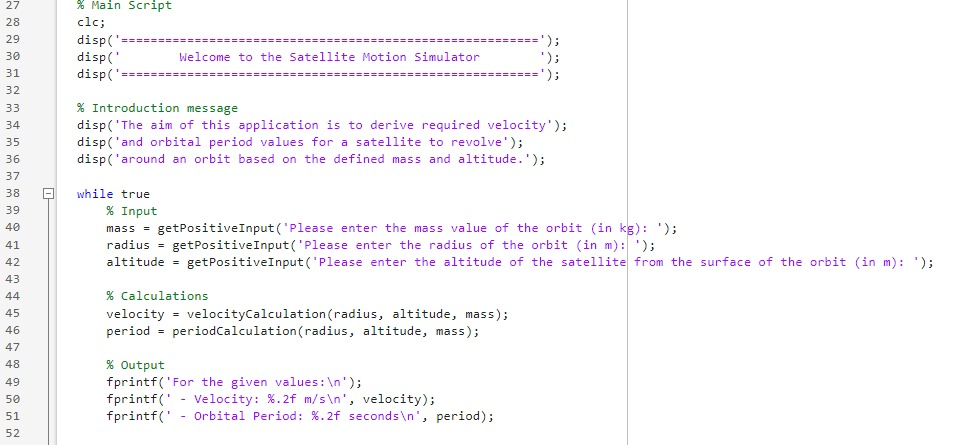 27 % Main Script
28 clc;
29 disp('=========================================================');
30 disp('        Welcome to the Satellite Motion Simulator        ');
31 disp('=========================================================');
32
33 % Introduction message
34 disp('The aim of this application is to derive required velocity');
35 disp('and orbital period values for a satellite to revolve');
36 disp('around an orbit based on the defined mass and altitude.');
37
38 while true
39     % Input
40     mass = getPositiveInput('Please enter the mass value of the orbit (in kg): ');
41     radius = getPositiveInput('Please enter the radius of the orbit (in m): ');
42     altitude = getPositiveInput('Please enter the altitude of the satellite from the surface of the orbit (in m): ');
43
44     % Calculations
45     velocity = velocityCalculation(radius, altitude, mass);
46     period = periodCalculation(radius, altitude, mass);
47
48     % Output
49     fprintf('For the given values:\n');
50     fprintf(' - Velocity: %.2f m/s\n', velocity);
51     fprintf(' - Orbital Period: %.2f seconds\n', period);
52